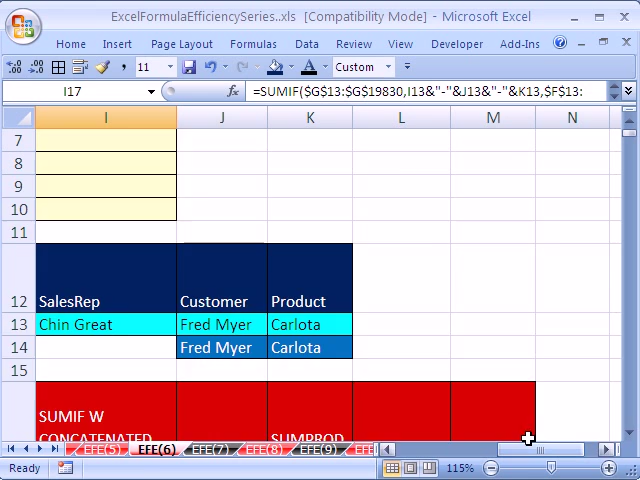 ExcelFormulaEfficiencySeries..xls [Compatibility Mode] - Microsoft Excel
Home Insert Page Layout Formulas Data Review View Developer Add-Ins
11 Custom
I17 fx =SUMIF($G$13:$G$19830,I13&"-"&J13&"-"&K13,$F$13:
I J K L M N
7
8
9
10
11
12 SalesRep Customer Product
13 Chin Great Fred Myer Carlota
14 Fred Myer Carlota
15
SUMIF W
CONCATENATED SUMPROD
EFE(5) EFE(6) EFE(7) EFE(8) EFE(9)
Ready 115%